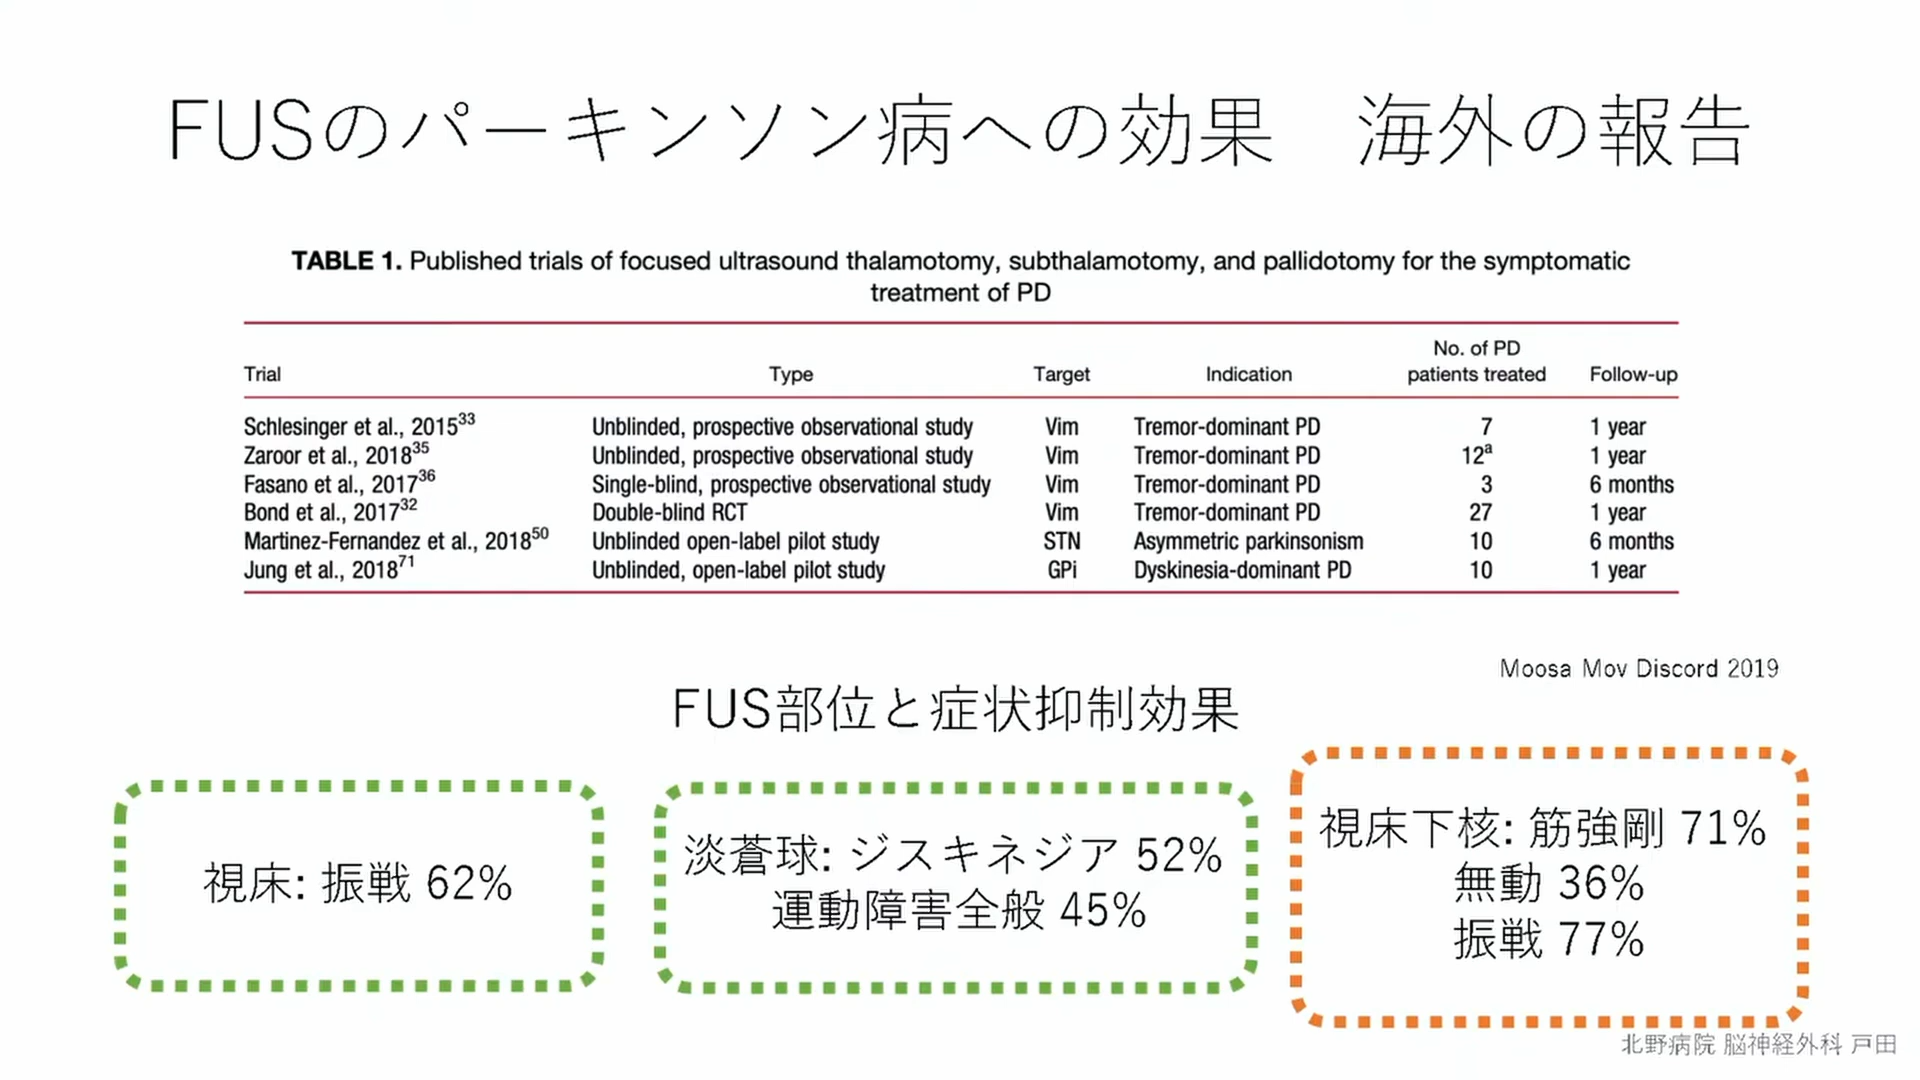 FUSのパーキンソン病への効果　海外の報告
TABLE 1. Published trials of focused ultrasound thalamotomy, subthalamotomy, and pallidotomy for the symptomatic
treatment of PD
Trial Type Target Indication No. of PD patients treated Follow-up
Schlesinger et al., 2015³³ Unblinded, prospective observational study Vim Tremor-dominant PD 7 1 year
Zaroor et al., 2018³⁵ Unblinded, prospective observational study Vim Tremor-dominant PD 12ᵃ 1 year
Fasano et al., 2017³⁶ Single-blind, prospective observational study Vim Tremor-dominant PD 3 6 months
Bond et al., 2017³² Double-blind RCT Vim Tremor-dominant PD 27 1 year
Martinez-Fernandez et al., 2018⁵⁰ Unblinded open-label pilot study STN Asymmetric parkinsonism 10 6 months
Jung et al., 2018⁷¹ Unblinded, open-label pilot study GPi Dyskinesia-dominant PD 10 1 year
Moosa Mov Discord 2019
FUS部位と症状抑制効果
視床: 振戦 62%
淡蒼球: ジスキネジア 52%
運動障害全般 45%
視床下核: 筋強剛 71%
無動 36%
振戦 77%
北野病院 脳神経外科 戸田